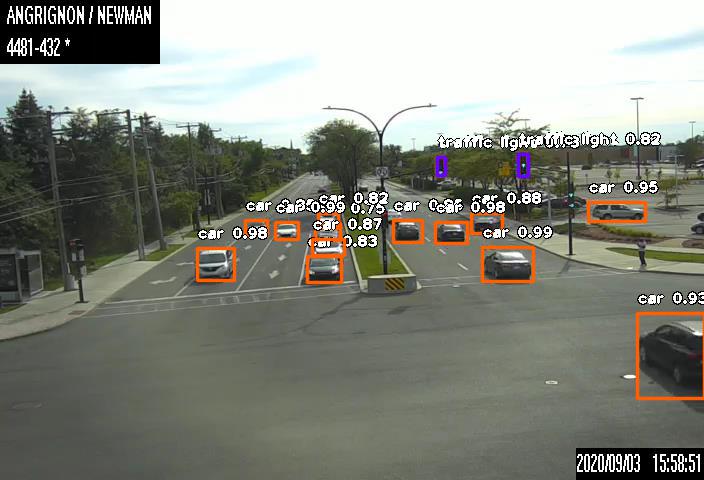 ANGRIGNON / NEWMAN
4481-432 *
traffic light 0.82
car 0.95
car 0.82
car 0.88
car 0.98
car 0.87
car 0.98
car 0.83
car 0.99
car 0.93
2020/09/03 15:58:51